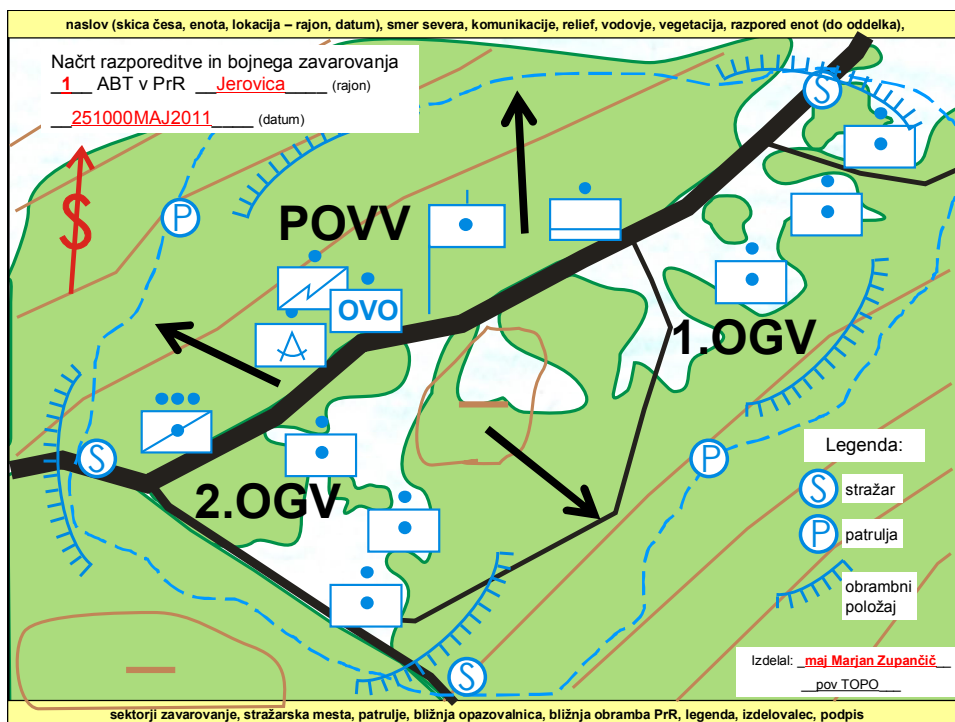 naslov (skica česa, enota, lokacija – rajon, datum), smer severa, komunikacije, relief, vodovje, vegetacija, razpored enot (do oddelka),
Načrt razporeditve in bojnega zavarovanja
__1__ ABT v PrR __Jerovica____ (rajon)
__251000MAJ2011____ (datum)
S
S
P
POVV
OVO
1.OGV
S
2.OGV
P
S
Legenda:
S stražar
P patrulja
obrambni
položaj
Izdelal: _maj Marjan Zupančič__
__pov TOPO___
sektorji zavarovanje, stražarska mesta, patrulje, bližnja opazovalnica, bližnja obramba PrR, legenda, izdelovalec, podpis